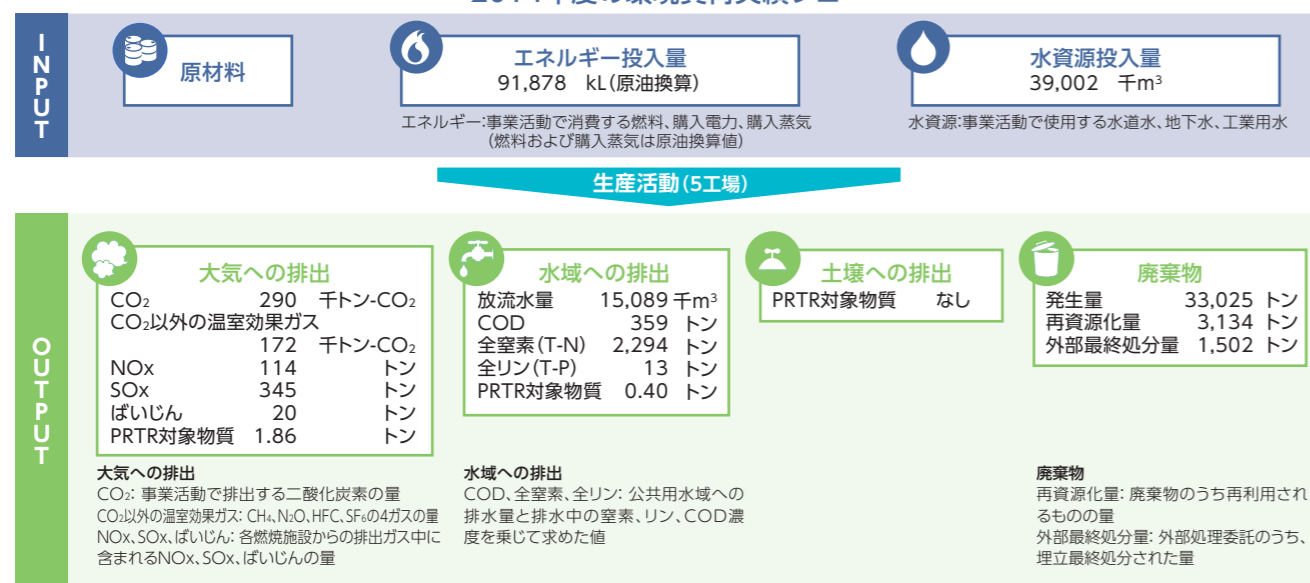 INPUT
原材料
エネルギー投入量
91,878 kL(原油換算)
エネルギー:事業活動で消費する燃料、購入電力、購入蒸気
(燃料および購入蒸気は原油換算値)
水資源投入量
39,002 千m³
水資源:事業活動で使用する水道水、地下水、工業用水
生産活動(5工場)
OUTPUT
大気への排出
CO₂ 290 千トン-CO₂
CO₂以外の温室効果ガス
172 千トン-CO₂
NOx 114 トン
SOx 345 トン
ばいじん 20 トン
PRTR対象物質 1.86 トン
水域への排出
放流水量 15,089 千m³
COD 359 トン
全窒素(T-N) 2,294 トン
全リン(T-P) 13 トン
PRTR対象物質 0.40 トン
土壌への排出
PRTR対象物質 なし
廃棄物
発生量 33,025 トン
再資源化量 3,134 トン
外部最終処分量 1,502 トン
大気への排出
CO₂: 事業活動で排出する二酸化炭素の量
CO₂以外の温室効果ガス: CH₄、N₂O、HFC、SF₆の4ガスの量
NOx、SOx、ばいじん: 各燃焼施設からの排出ガス中に
含まれるNOx、SOx、ばいじんの量
水域への排出
COD、全窒素、全リン: 公共用水域への
排水量と排水中の窒素、リン、COD濃
度を乗じて求めた値
廃棄物
再資源化量: 廃棄物のうち再利用され
るものの量
外部最終処分量: 外部処理委託のうち、
埋立最終処分された量